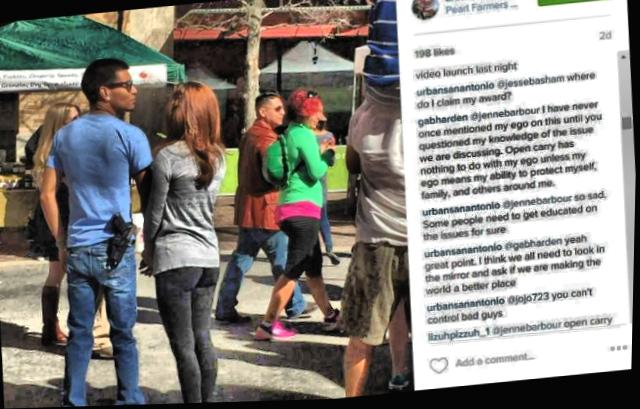 Pearl Farmers ...
198 likes
2d
video launch last night
urbansanantonio @jessebasham where
do I claim my award?
gabharden @jennebarbour I have never
once mentioned my ego on this until you
questioned my knowledge of the issue
we are discussing. Open carry has
nothing to do with my ego unless my
ego means my ability to protect myself,
family, and others around me.
urbansanantonio @jennebarbour so sad.
Some people need to get educated on
the issues for sure
urbansanantonio @gabharden yeah
great point. I think we all need to look in
the mirror and ask if we are making the
world a better place
urbansanantonio @jojo723 you can't
control bad guys
lizuhpizzuh_1 @jennebarbour open carry
Add a comment...